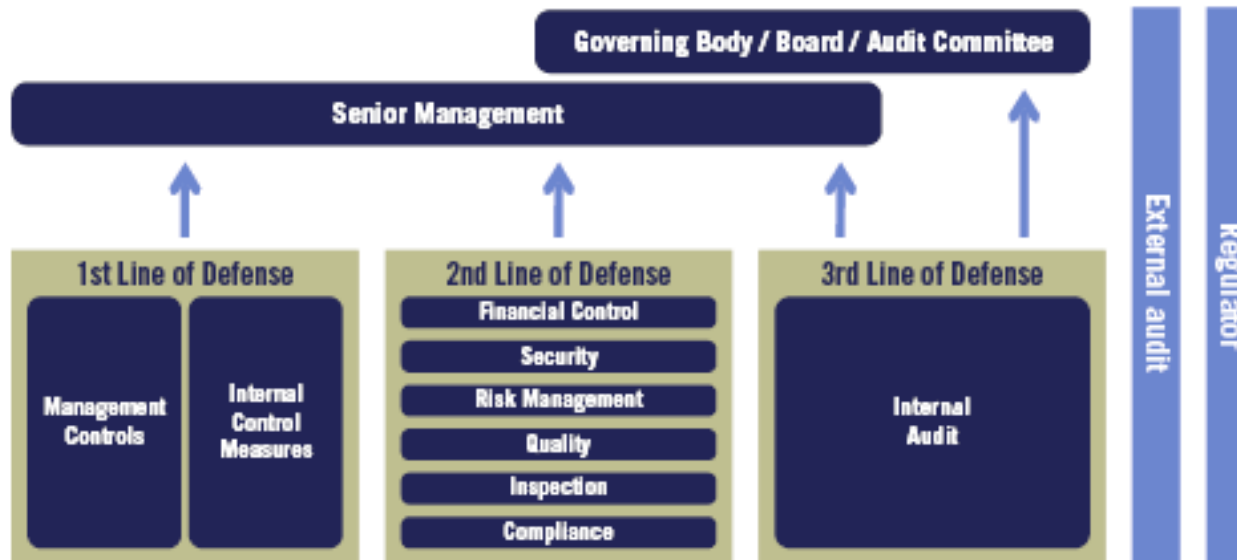 Governing Body / Board / Audit Committee
Senior Management
1st Line of Defense
Management
Controls
Internal
Control
Measures
2nd Line of Defense
Financial Control
Security
Risk Management
Quality
Inspection
Compliance
3rd Line of Defense
Internal
Audit
External audit
Regulator